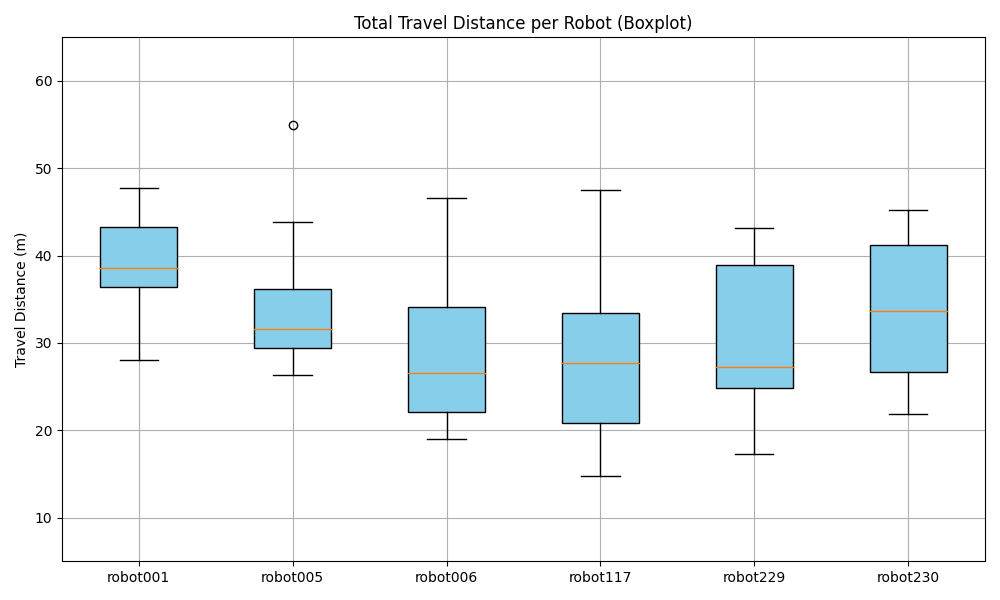 Total Travel Distance per Robot (Boxplot)
Travel Distance (m)
60
50
40
30
20
10
robot001 robot005 robot006 robot117 robot229 robot230